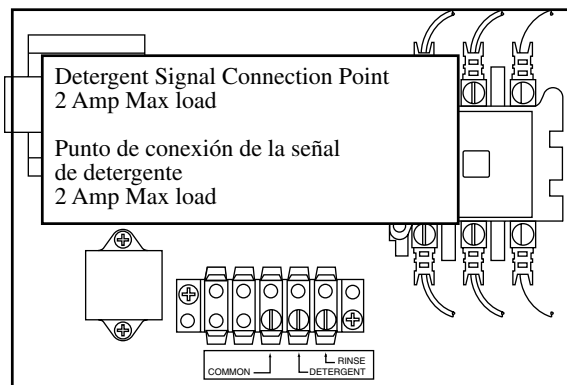 Detergent Signal Connection Point
2 Amp Max load
Punto de conexión de la señal
de detergente
2 Amp Max load
RINSE
COMMON DETERGENT